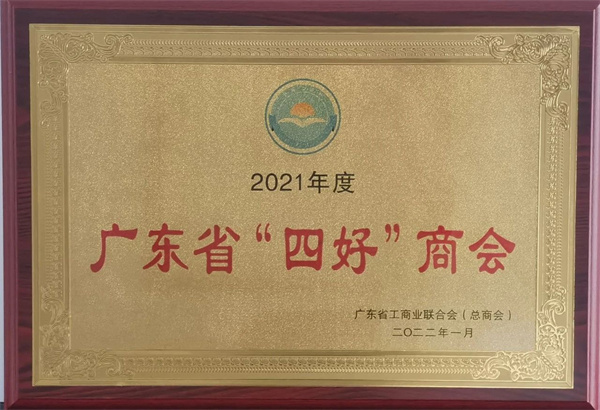 2021年度
广东省“四好”商会
广东省工商业联合会（总商会）
二〇二二年一月